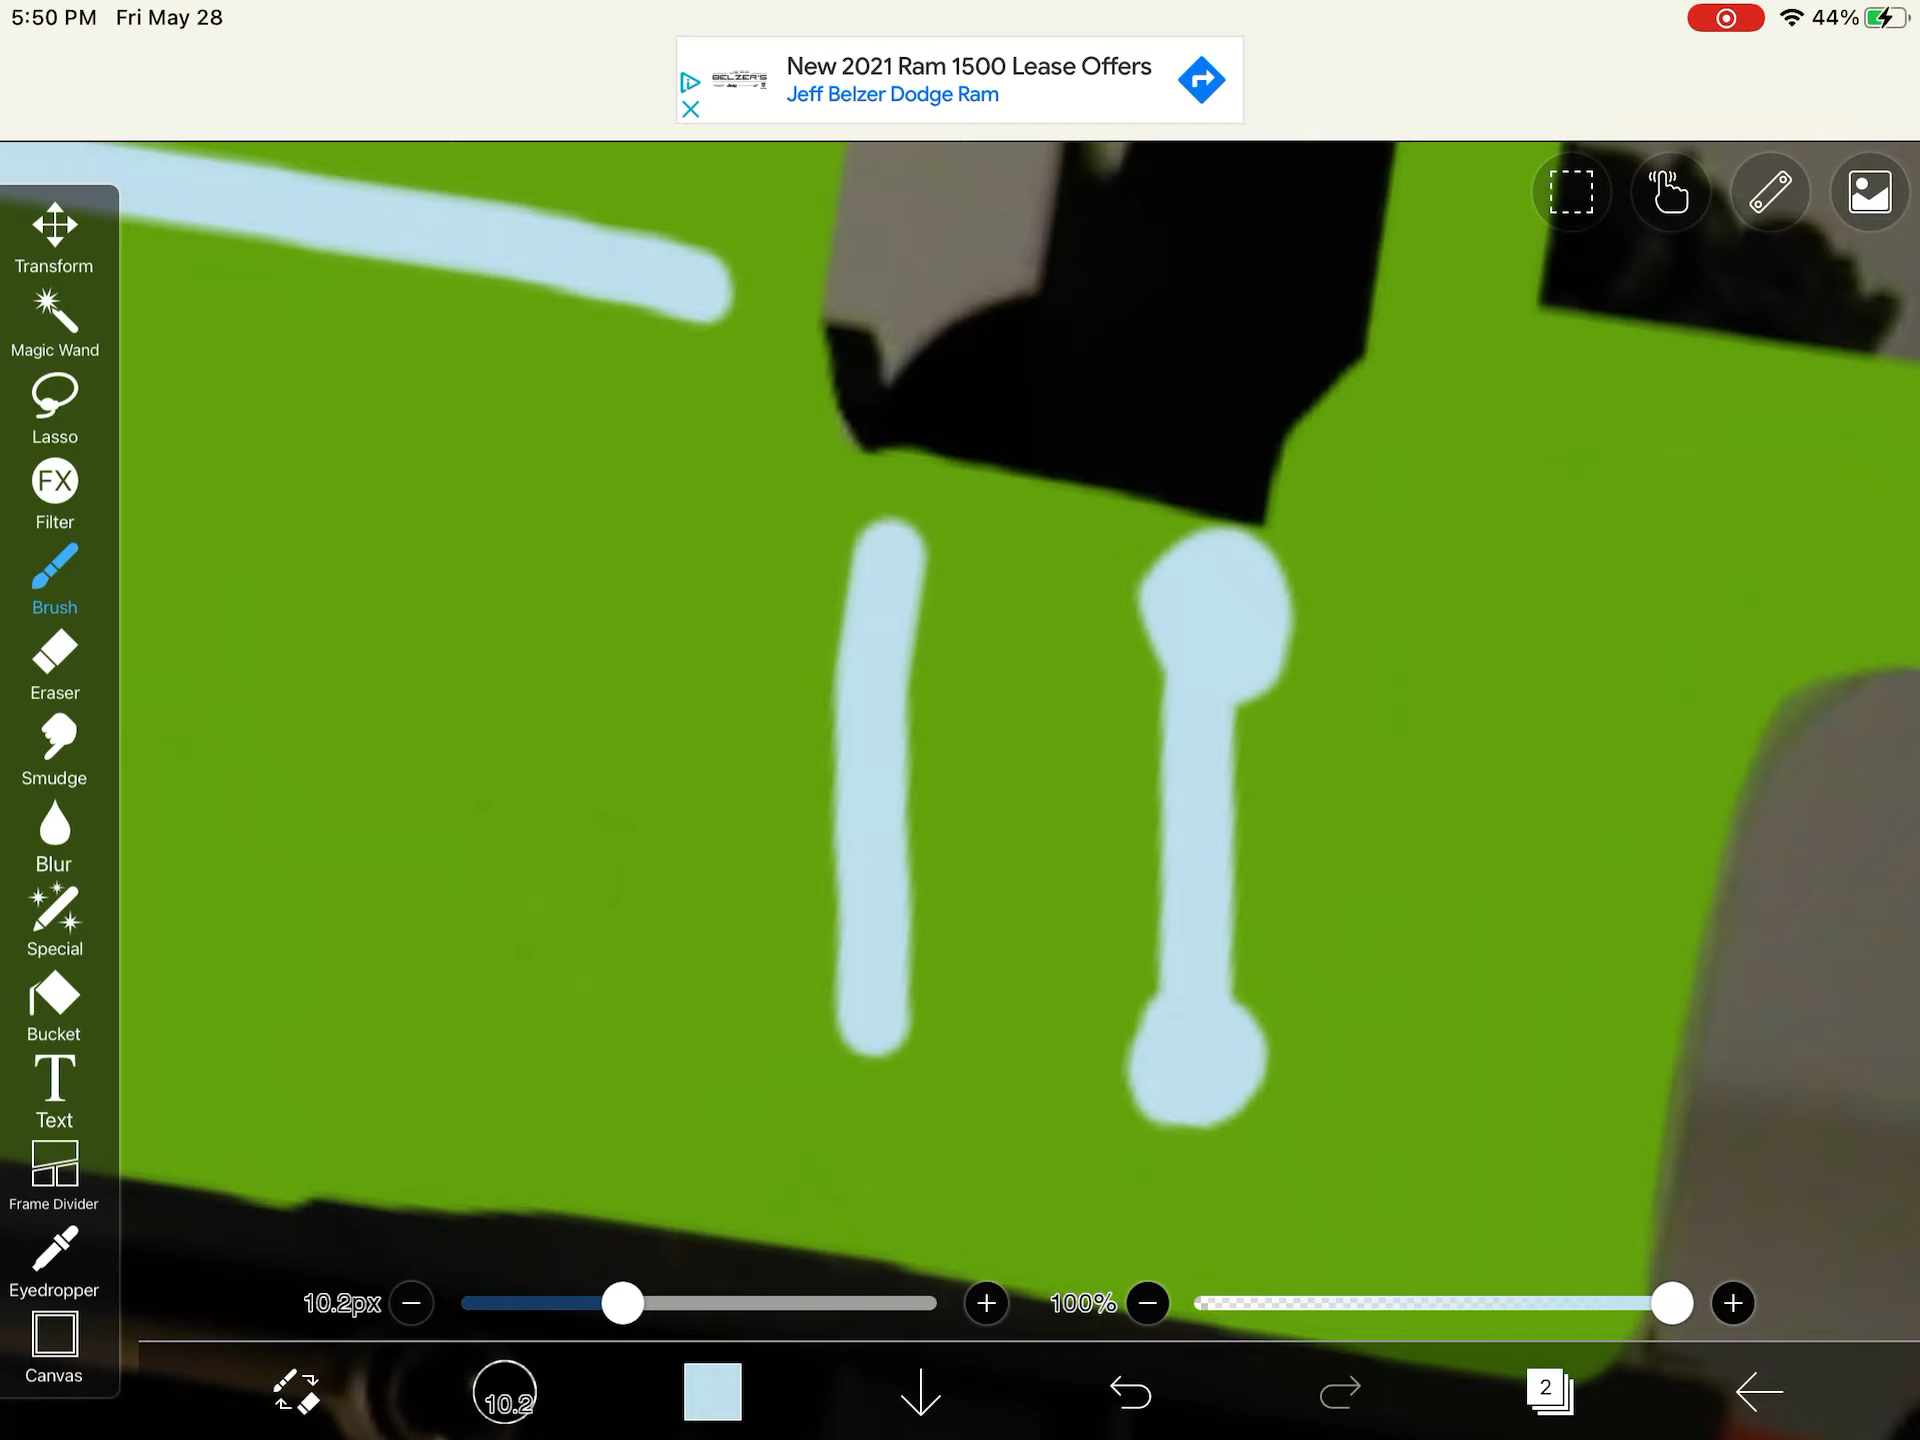 5:50 PM Fri May 28
44%
BELZER'S
New 2021 Ram 1500 Lease Offers
Jeff Belzer Dodge Ram
Transform
Magic Wand
Lasso
FX
Filter
Brush
Eraser
Smudge
Blur
Special
Bucket
T
Text
Frame Divider
Eyedropper
Canvas
10.2px
100%
10.2
2